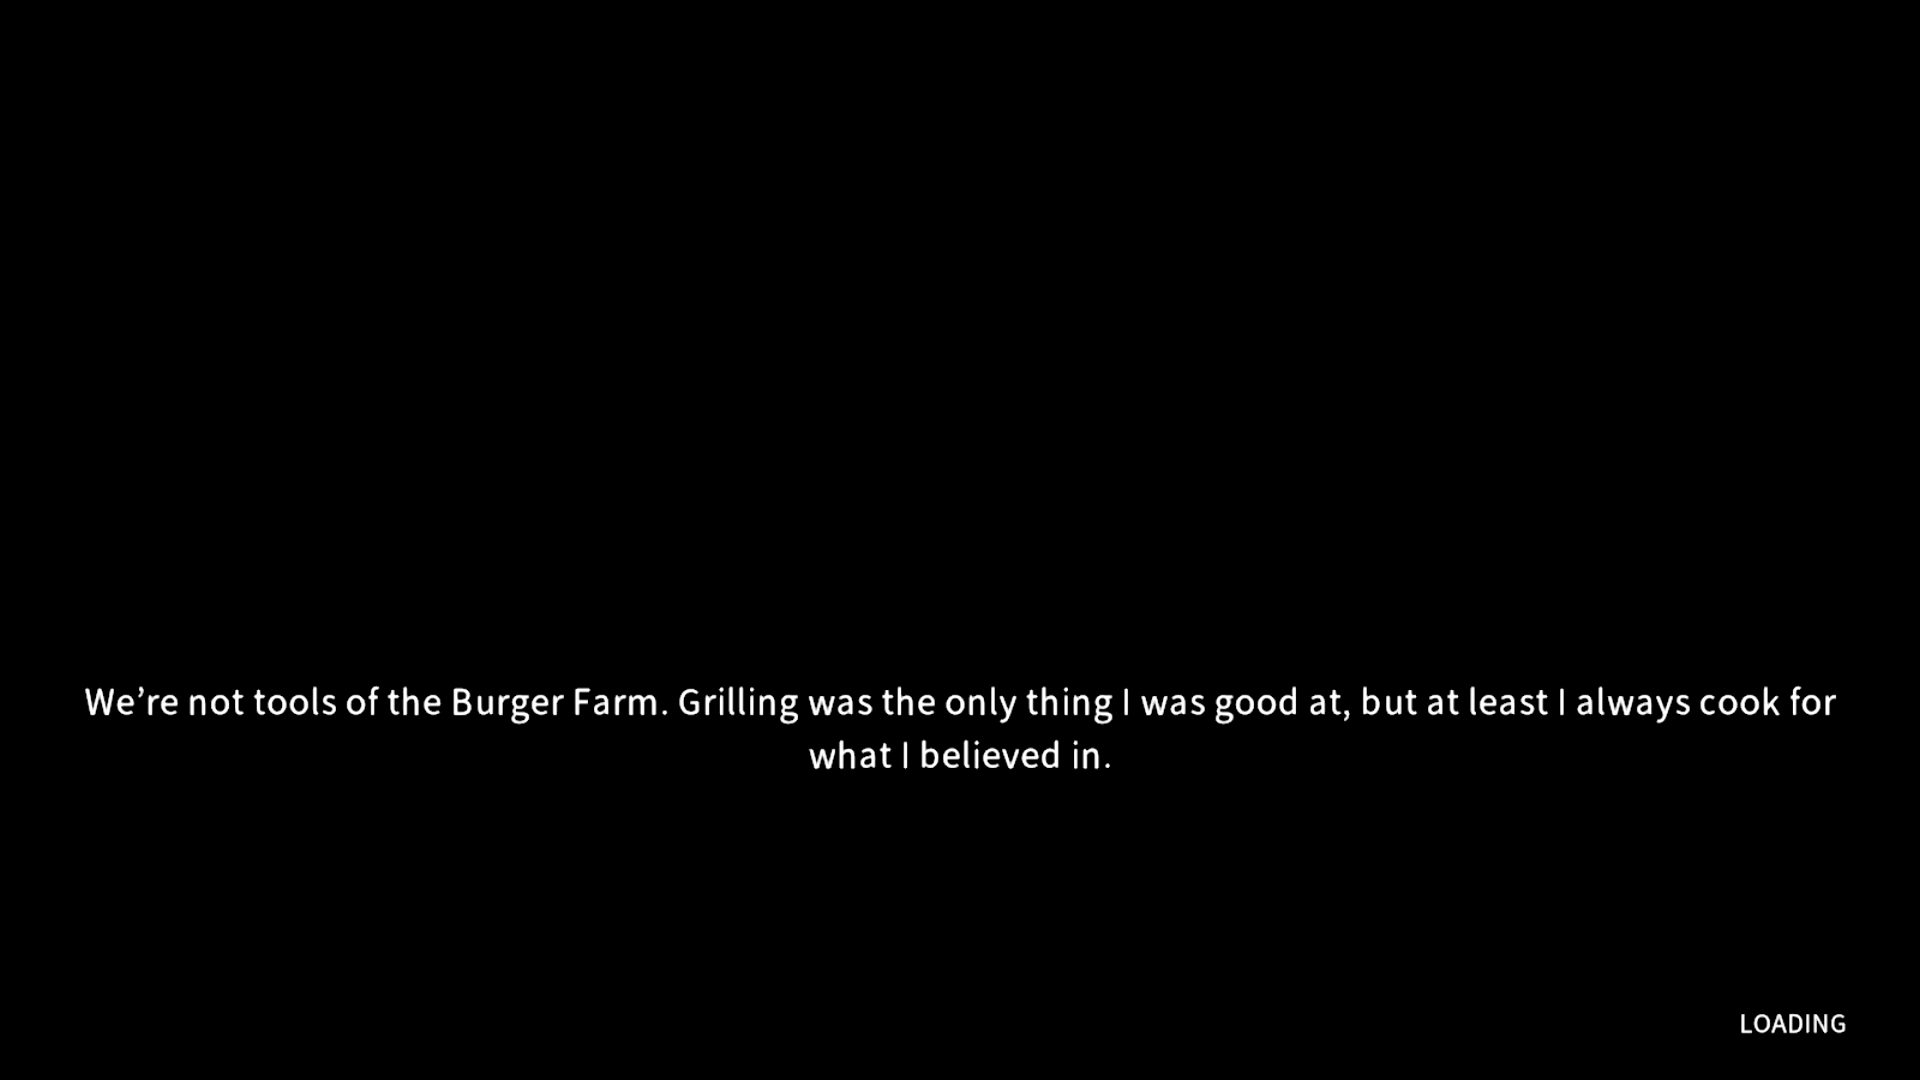 We’re not tools of the Burger Farm. Grilling was the only thing I was good at, but at least I always cook for
what I believed in.
LOADING